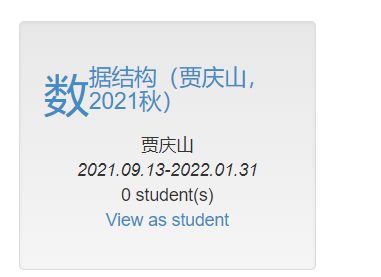 数据结构（贾庆山，
2021秋）
贾庆山
2021.09.13-2022.01.31
0 student(s)
View as student